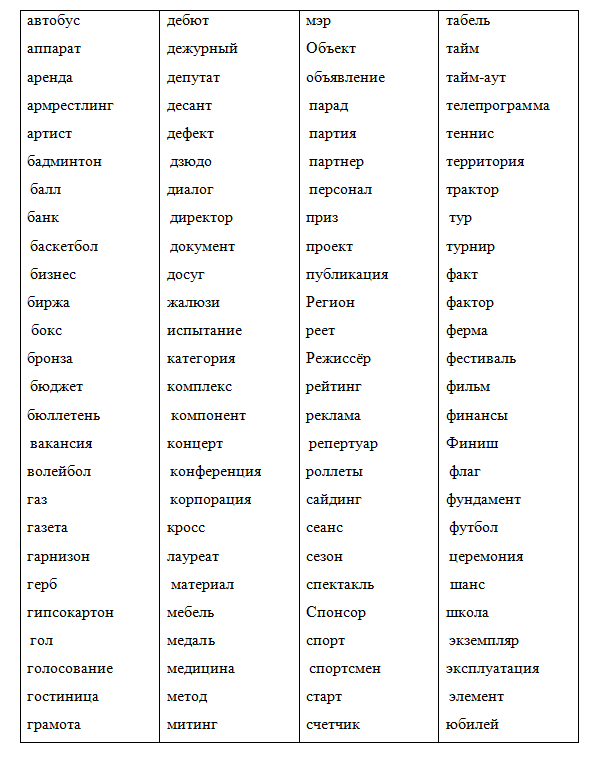 автобус
аппарат
аренда
армрестлинг
артист
бадминтон
балл
банк
баскетбол
бизнес
биржа
бокс
бронза
бюджет
бюллетень
вакансия
волейбол
газ
газета
гарнизон
герб
гипсокартон
гол
голосование
гостиница
грамота
дебют
дежурный
депутат
десант
дефект
дзюдо
диалог
директор
документ
досуг
жалюзи
испытание
категория
комплекс
компонент
концерт
конференция
корпорация
кросс
лауреат
материал
мебель
медаль
медицина
метод
митинг
мэр
Объект
объявление
парад
партия
партнер
персонал
приз
проект
публикация
Регион
реет
Режиссёр
рейтинг
реклама
репертуар
роллеты
сайдинг
сеанс
сезон
спектакль
Спонсор
спорт
спортсмен
старт
счетчик
табель
тайм
тайм-аут
телепрограмма
теннис
территория
трактор
тур
турнир
факт
фактор
ферма
фестиваль
фильм
финансы
Финиш
флаг
фундамент
футбол
церемония
шанс
школа
экземпляр
эксплуатация
элемент
юбилей